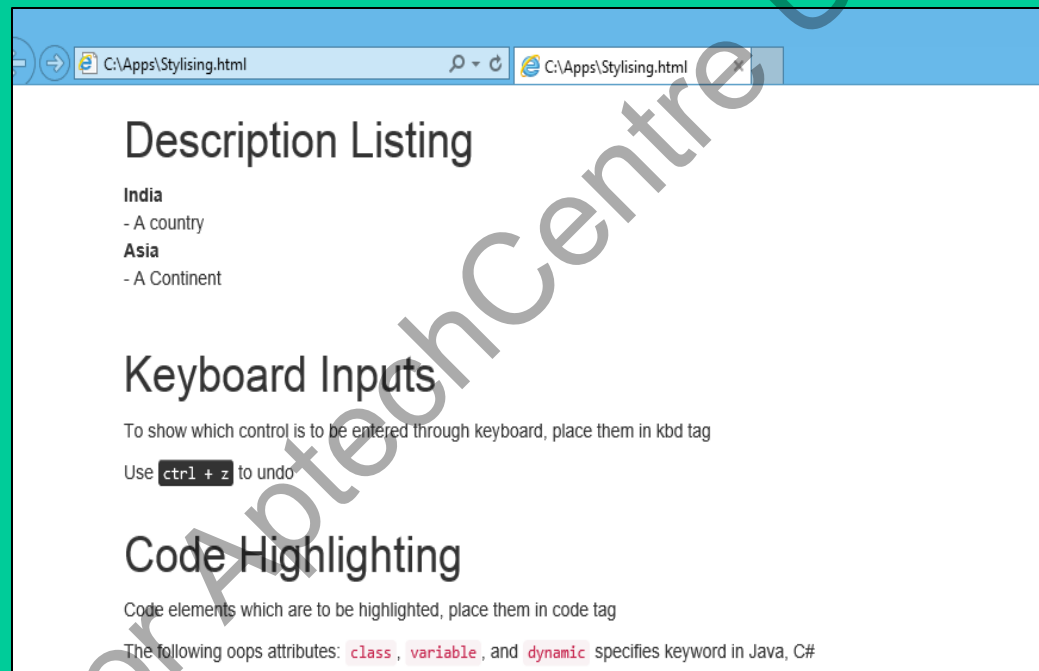 C:\Apps\Stylising.html
C:\Apps\Stylising.html ×
Description Listing
India
- A country
Asia
- A Continent
Keyboard Inputs
To show which control is to be entered through keyboard, place them in kbd tag
Use ctrl + z to undo
Code Highlighting
Code elements which are to be highlighted, place them in code tag
The following oops attributes: class, variable, and dynamic specifies keyword in Java, C#
or AptechCentre